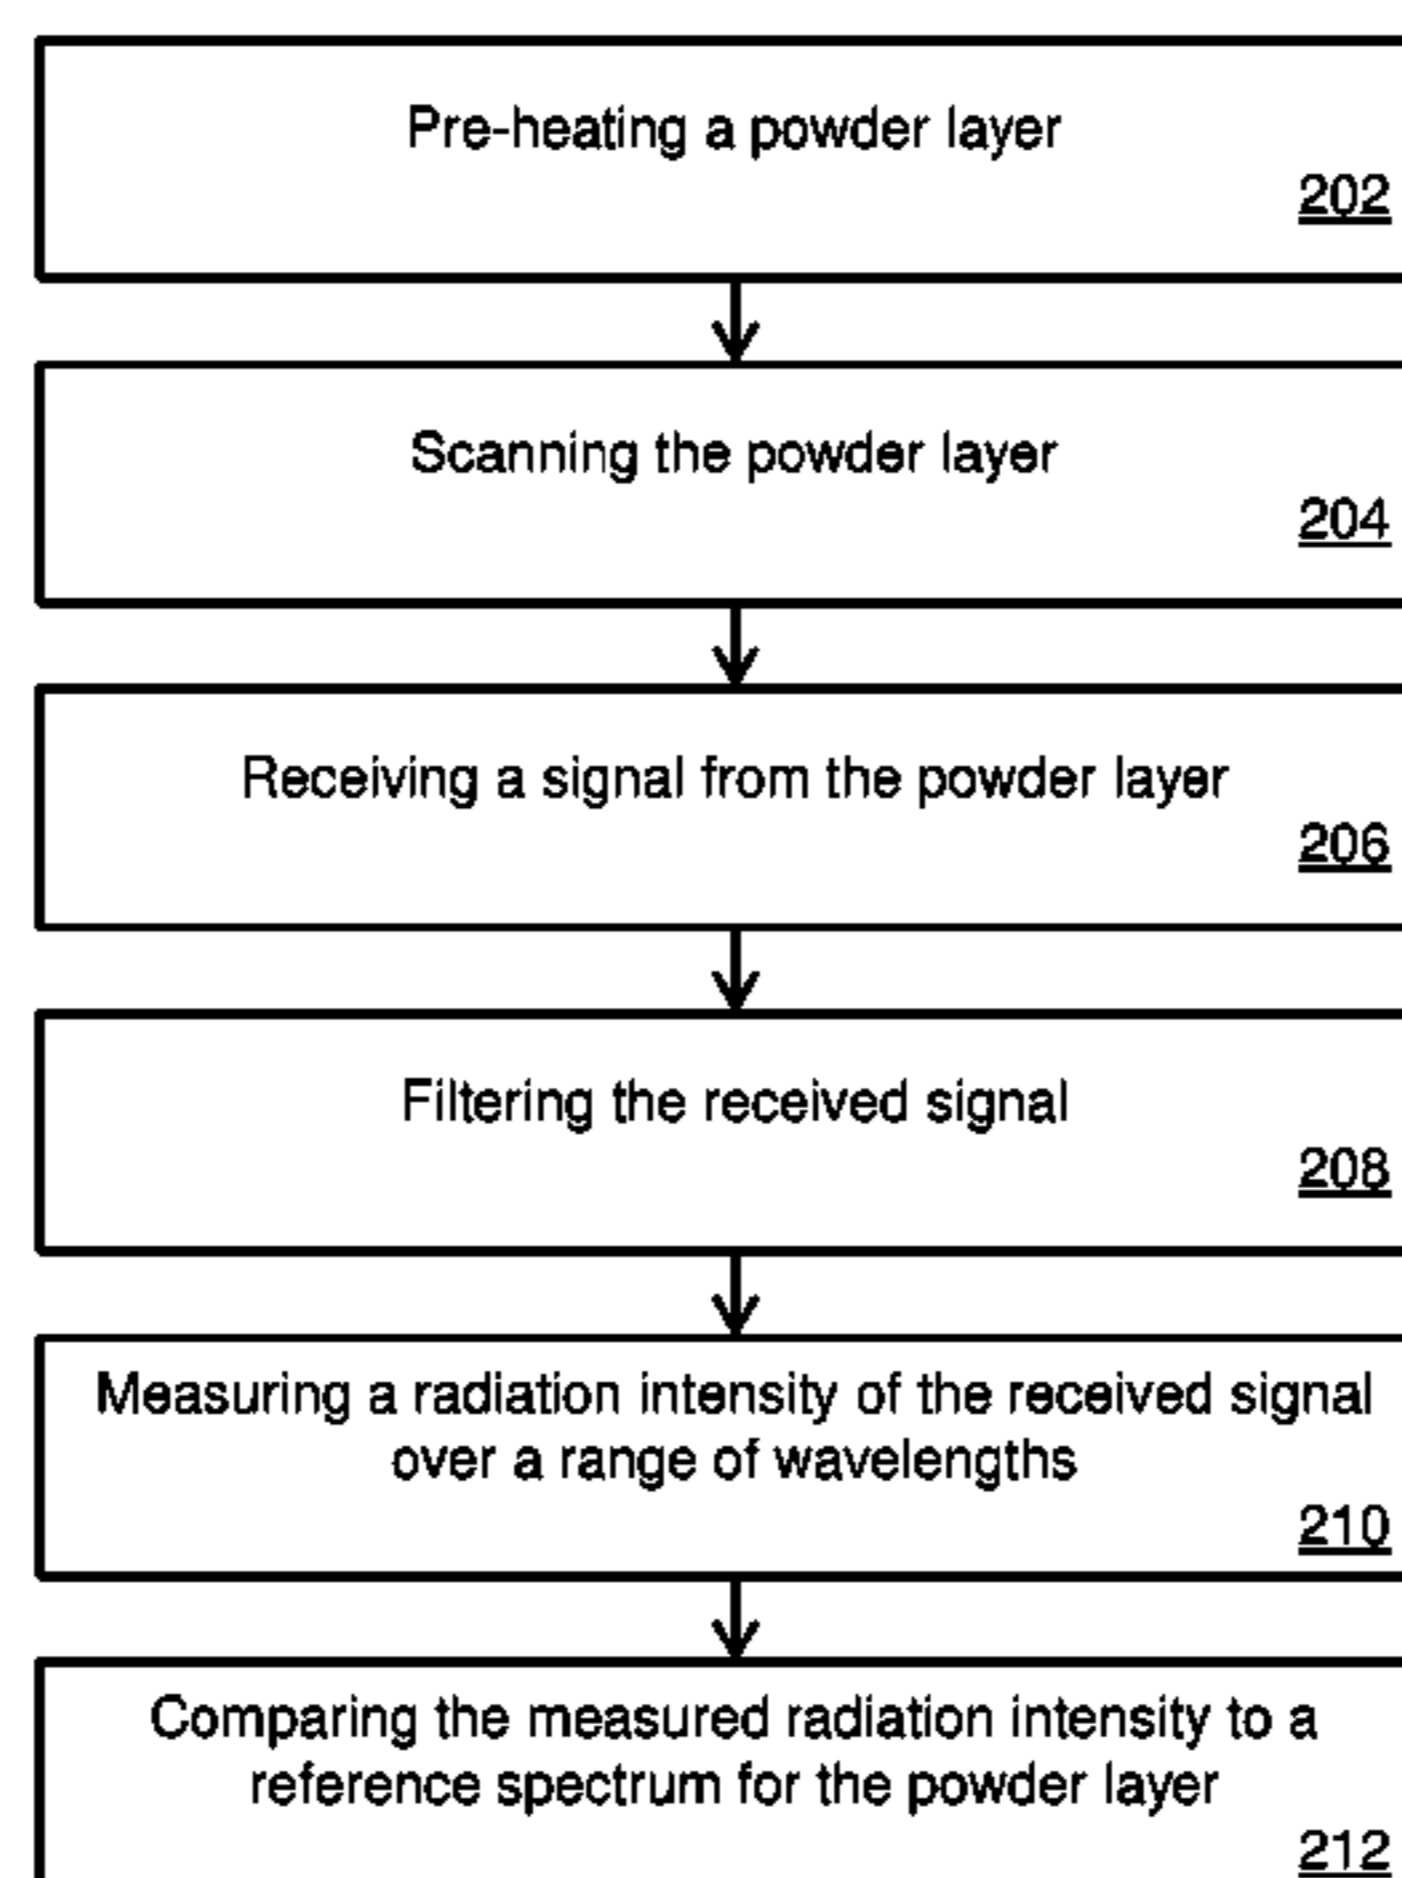 Pre-heating a powder layer
202
Scanning the powder layer
204
Receiving a signal from the powder layer
206
Filtering the received signal
208
Measuring a radiation intensity of the received signal
over a range of wavelengths
210
Comparing the measured radiation intensity to a
reference spectrum for the powder layer
212